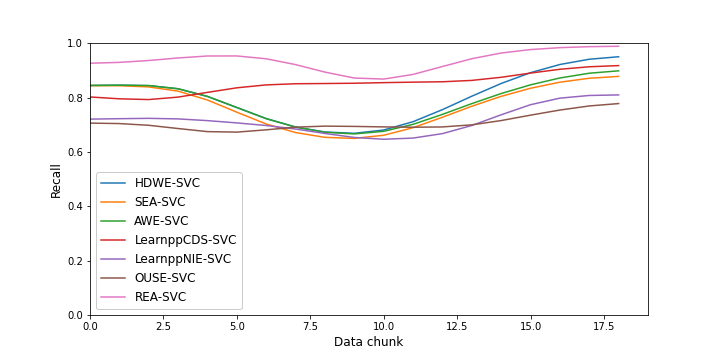 1.0
0.8
0.6
0.4
0.2
0.0
Recall
HDWE-SVC
SEA-SVC
AWE-SVC
LearnppCDS-SVC
LearnppNIE-SVC
OUSE-SVC
REA-SVC
0.0 2.5 5.0 7.5 10.0 12.5 15.0 17.5
Data chunk